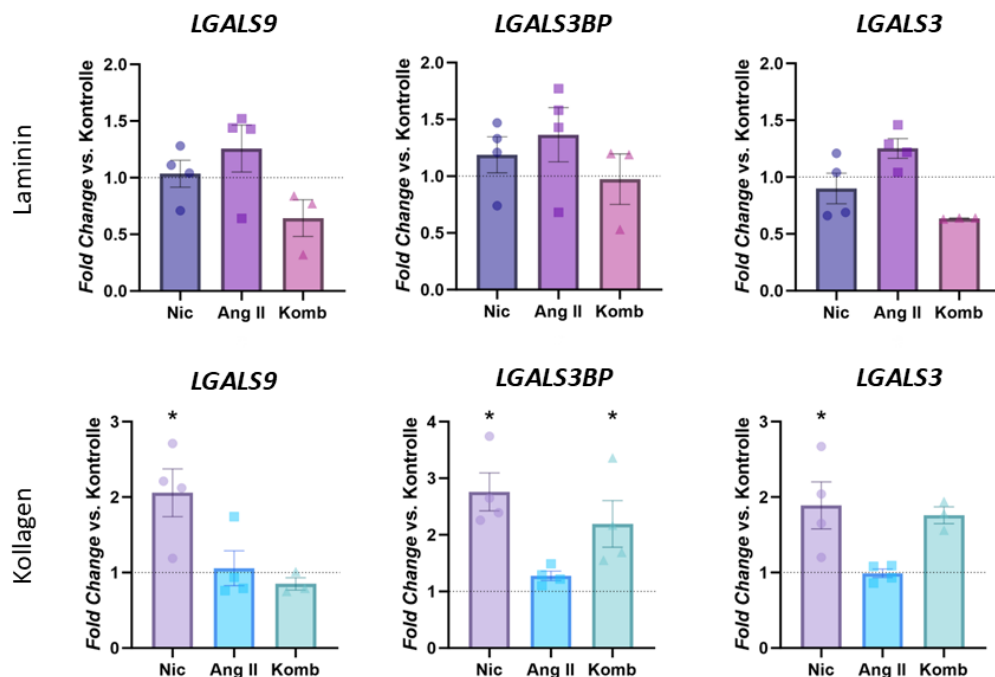 LGALS9
LGALS3BP
LGALS3
Laminin
Fold Change vs. Kontrolle
2.0
1.5
1.0
0.5
0.0
Nic Ang II Komb
Fold Change vs. Kontrolle
2.0
1.5
1.0
0.5
0.0
Nic Ang II Komb
Fold Change vs. Kontrolle
2.0
1.5
1.0
0.5
0.0
Nic Ang II Komb
LGALS9
LGALS3BP
LGALS3
Kollagen
Fold Change vs. Kontrolle
3
2
1
0
*
Nic Ang II Komb
Fold Change vs. Kontrolle
4
3
2
1
0
* *
Nic Ang II Komb
Fold Change vs. Kontrolle
3
2
1
0
*
Nic Ang II Komb